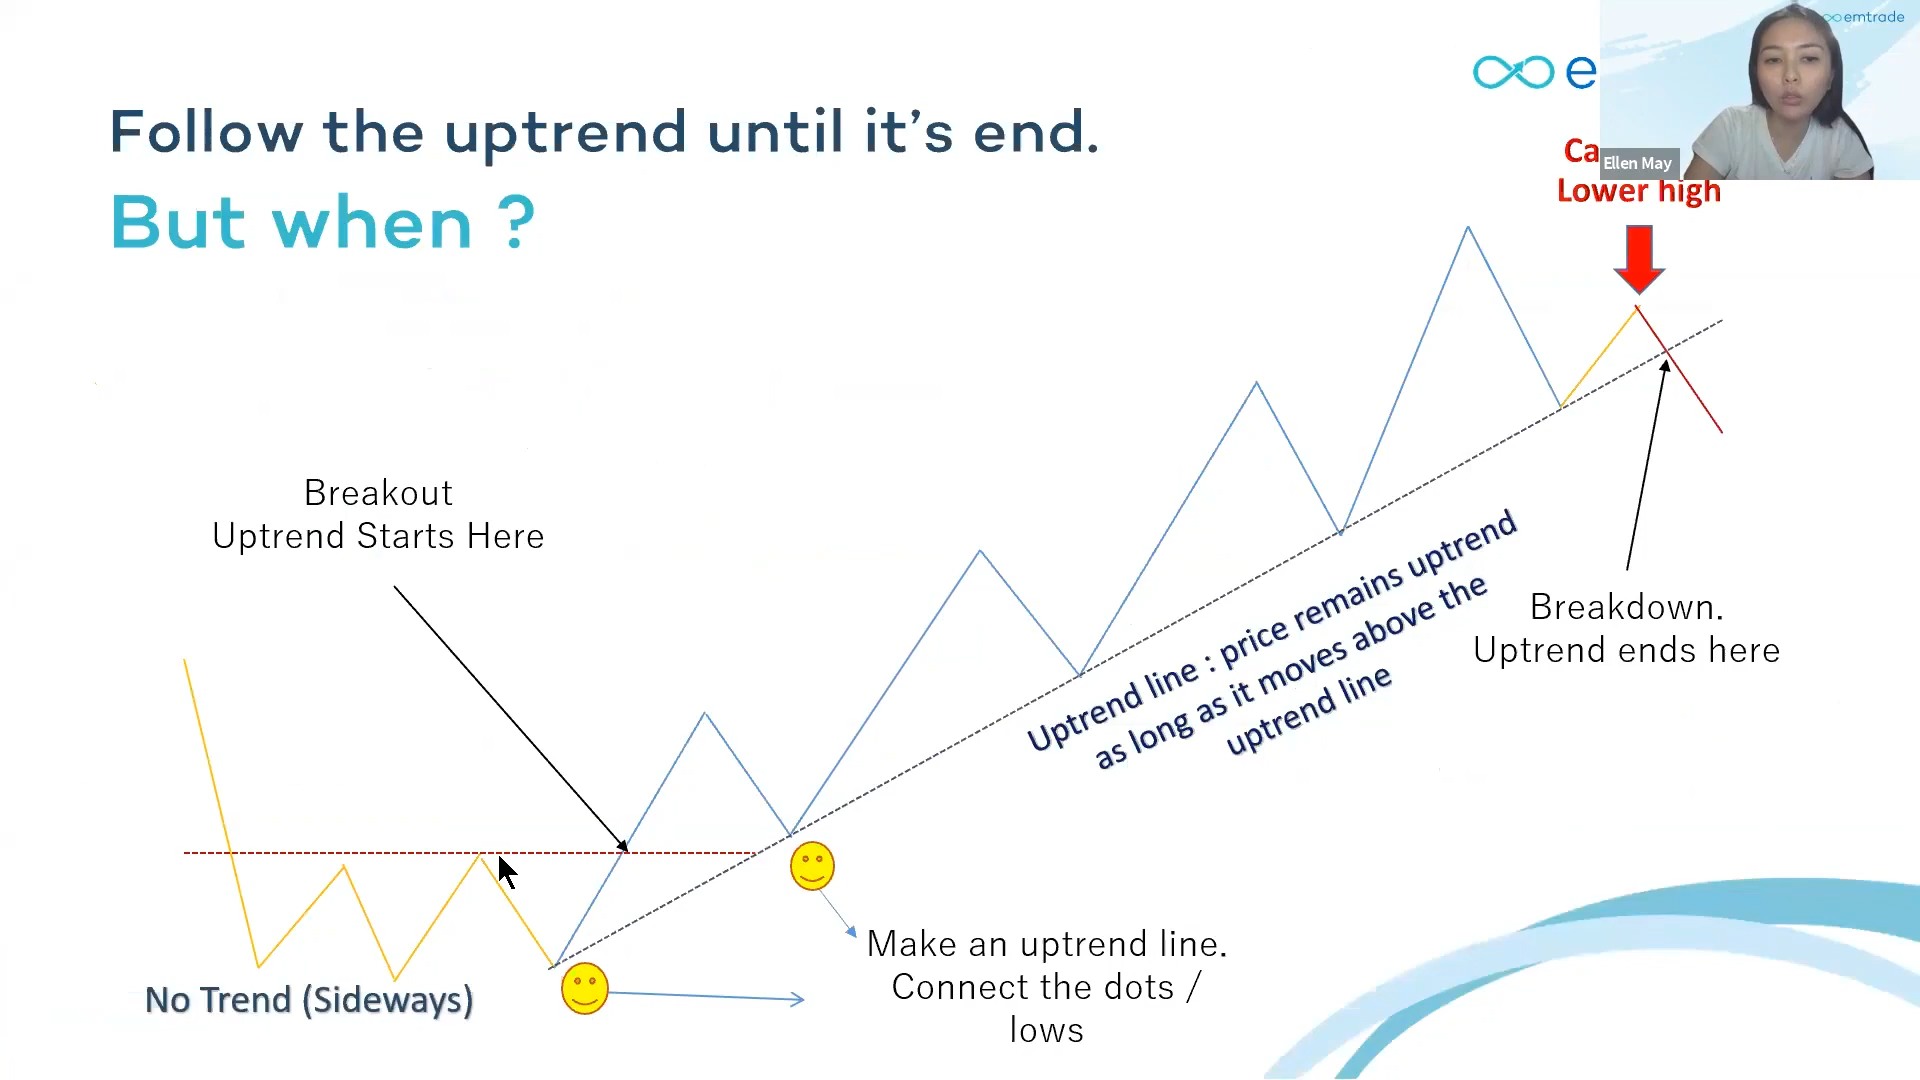 emtrade
e
Follow the uptrend until it's end.
But when ?
Ca
Ellen May
Lower high
Breakout
Uptrend Starts Here
Uptrend line : price remains uptrend
as long as it moves above the
uptrend line
Breakdown.
Uptrend ends here
Make an uptrend line.
Connect the dots /
lows
No Trend (Sideways)